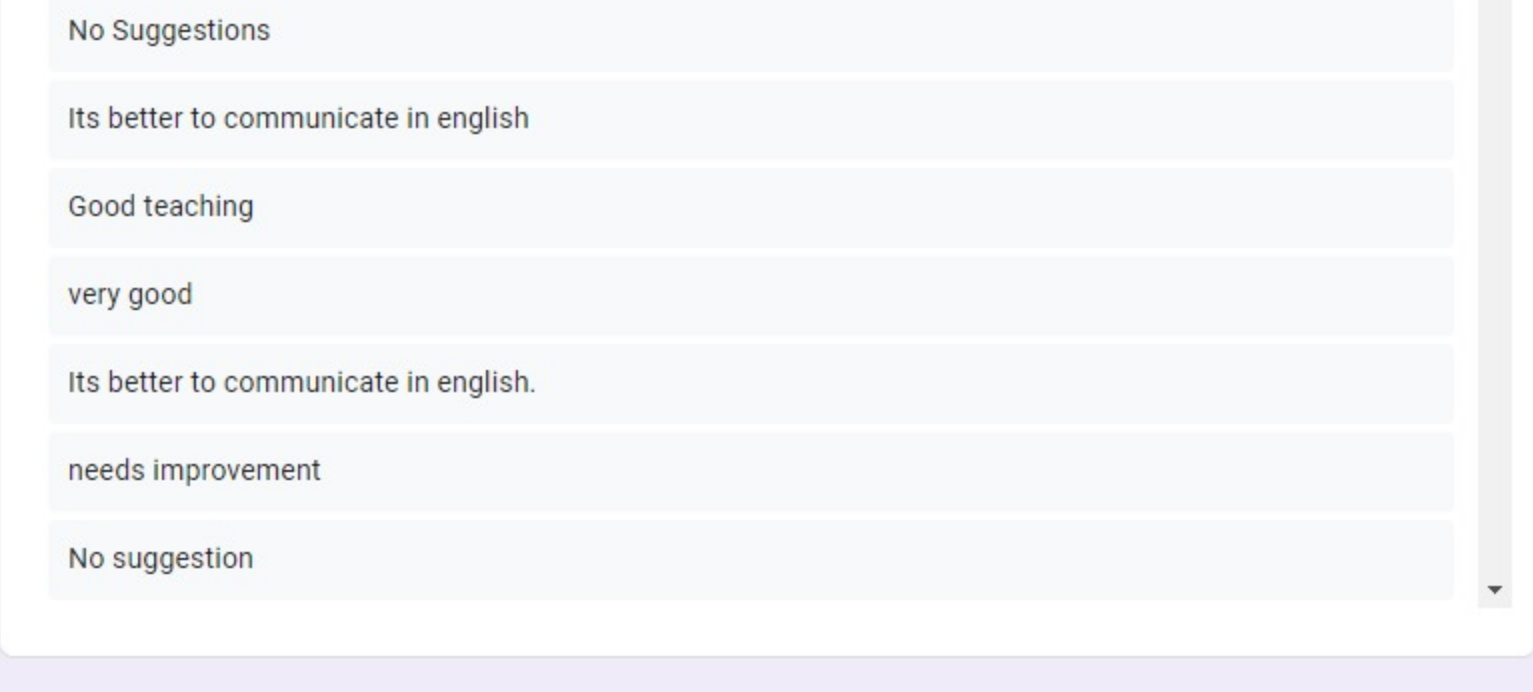 No Suggestions
Its better to communicate in english
Good teaching
very good
Its better to communicate in english.
needs improvement
No suggestion